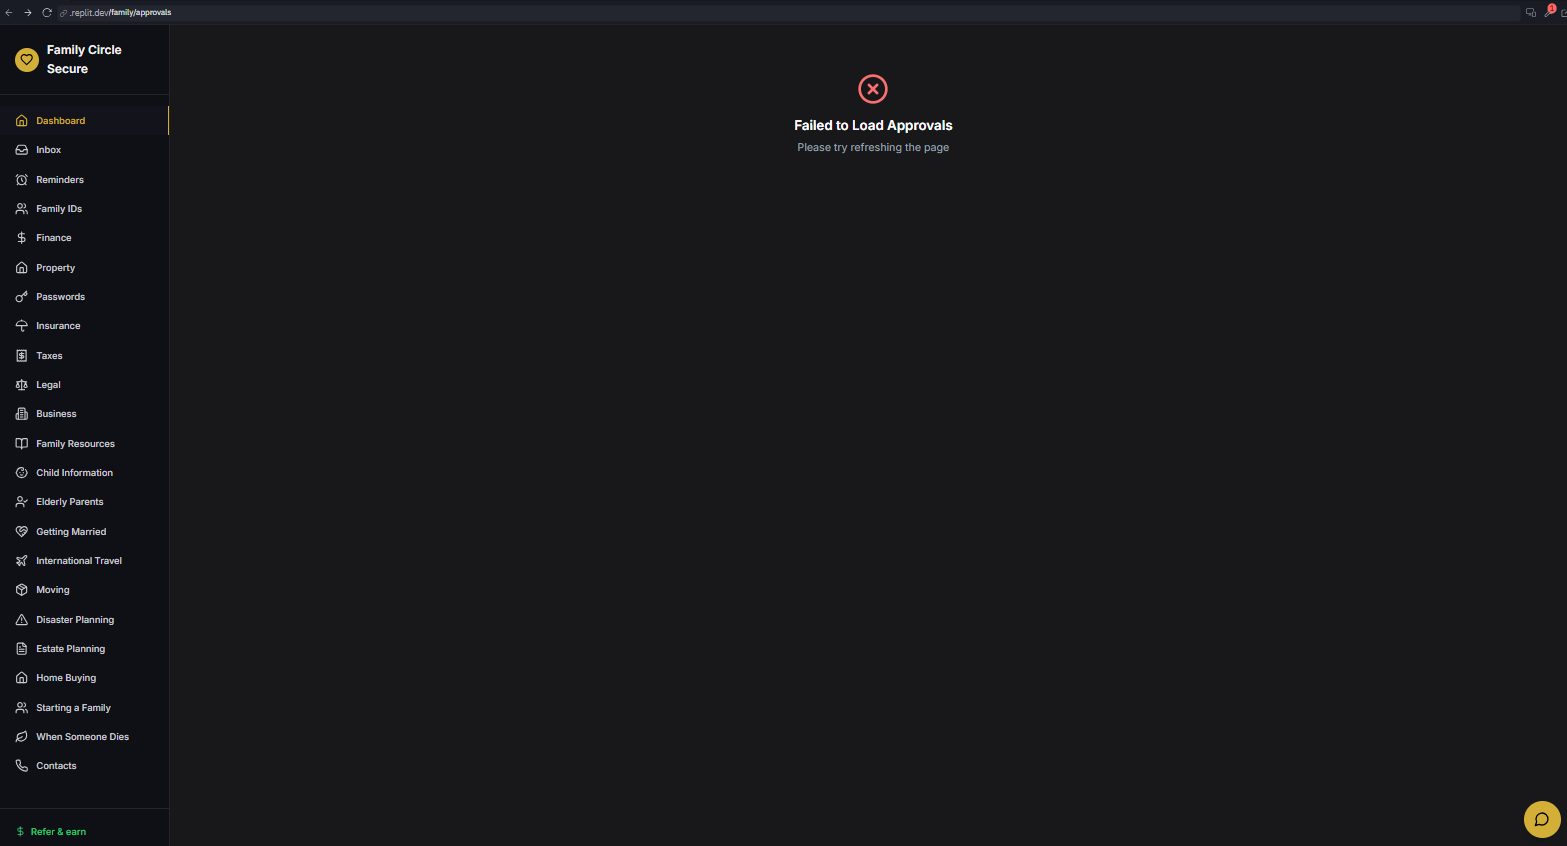 .replit.dev/family/approvals
1
Family Circle
Secure
Dashboard
Inbox
Reminders
Family IDs
Finance
Property
Passwords
Insurance
Taxes
Legal
Business
Family Resources
Child Information
Elderly Parents
Getting Married
International Travel
Moving
Disaster Planning
Estate Planning
Home Buying
Starting a Family
When Someone Dies
Contacts
Refer & earn
Failed to Load Approvals
Please try refreshing the page